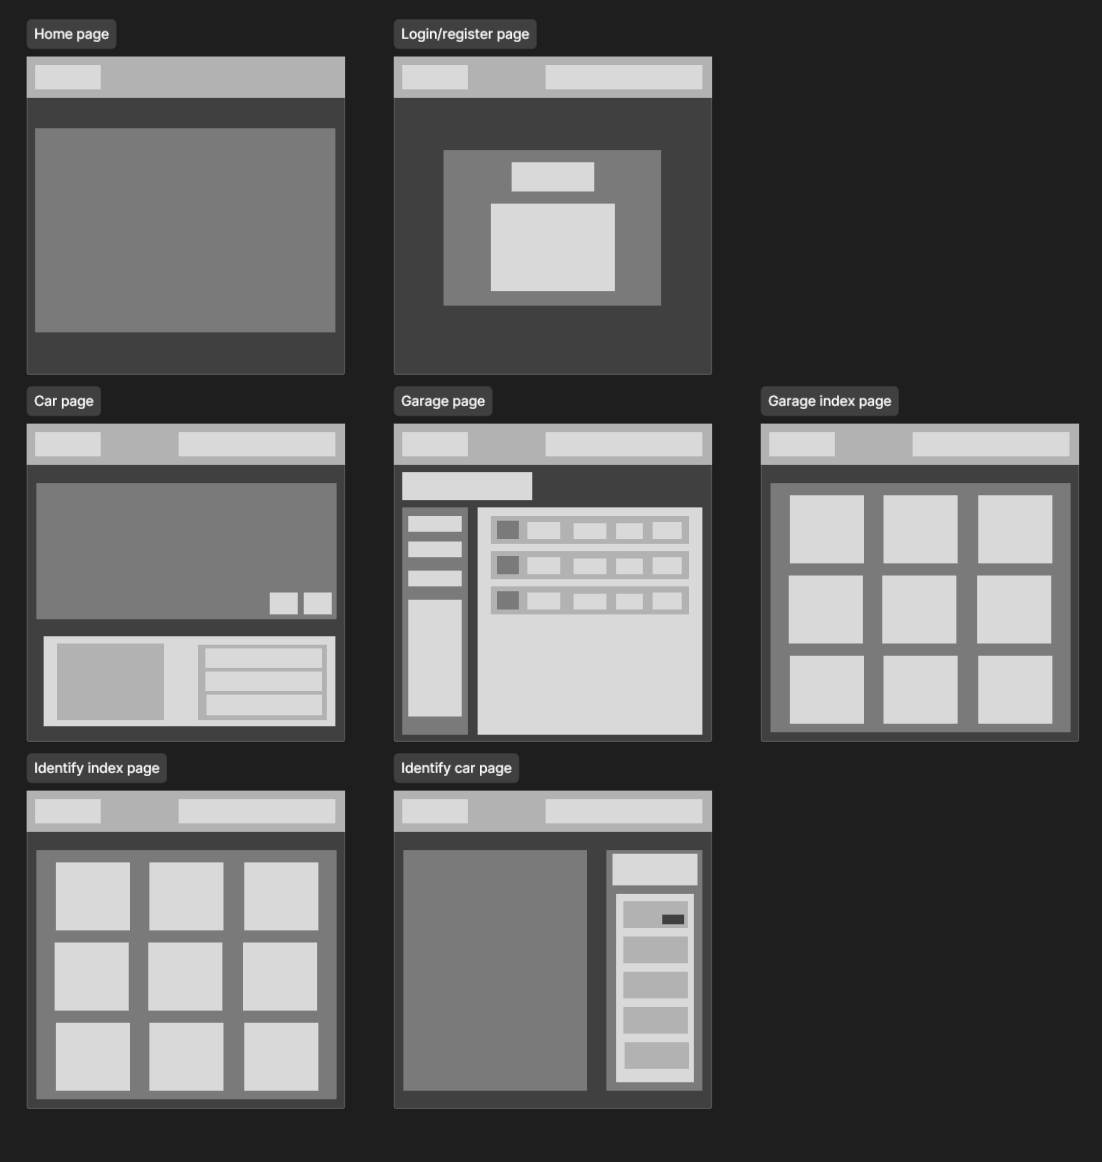 Home page
Login/register page
Car page
Garage page
Garage index page
Identify index page
Identify car page